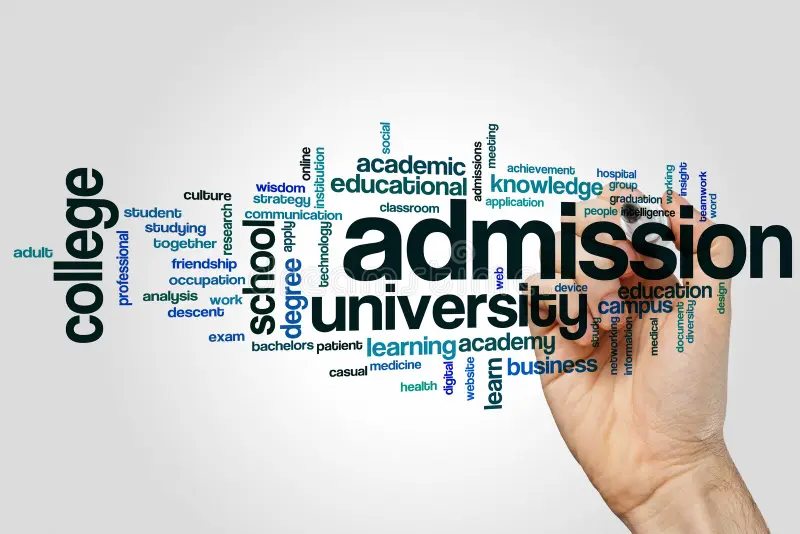 adult
college
professional
student
studying
together
culture
research
friendship
occupation
analysis
work
descent
exam
school
wisdom
strategy
communication
apply
degree
online
institution
technology
bachelors
patient
social
academic
educational
classroom
admissions
meeting
achievement
knowledge
application
hospital
group
graduation
people
intelligence
working
insight
teamwork
word
admission
university
web
device
education
campus
design
learning
academy
casual
medicine
health
digital
website
learn
business
study
networking
information
medical
document
diversity